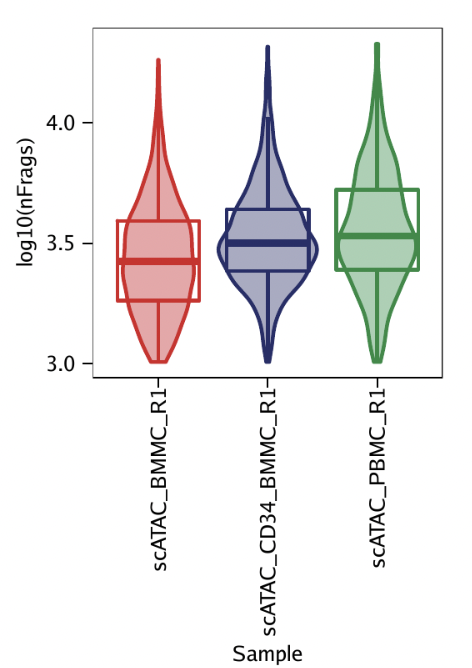 log10(nFrags)
4.0
3.5
3.0
scATAC_BMMC_R1
scATAC_CD34_BMMC_R1
scATAC_PBMC_R1
Sample